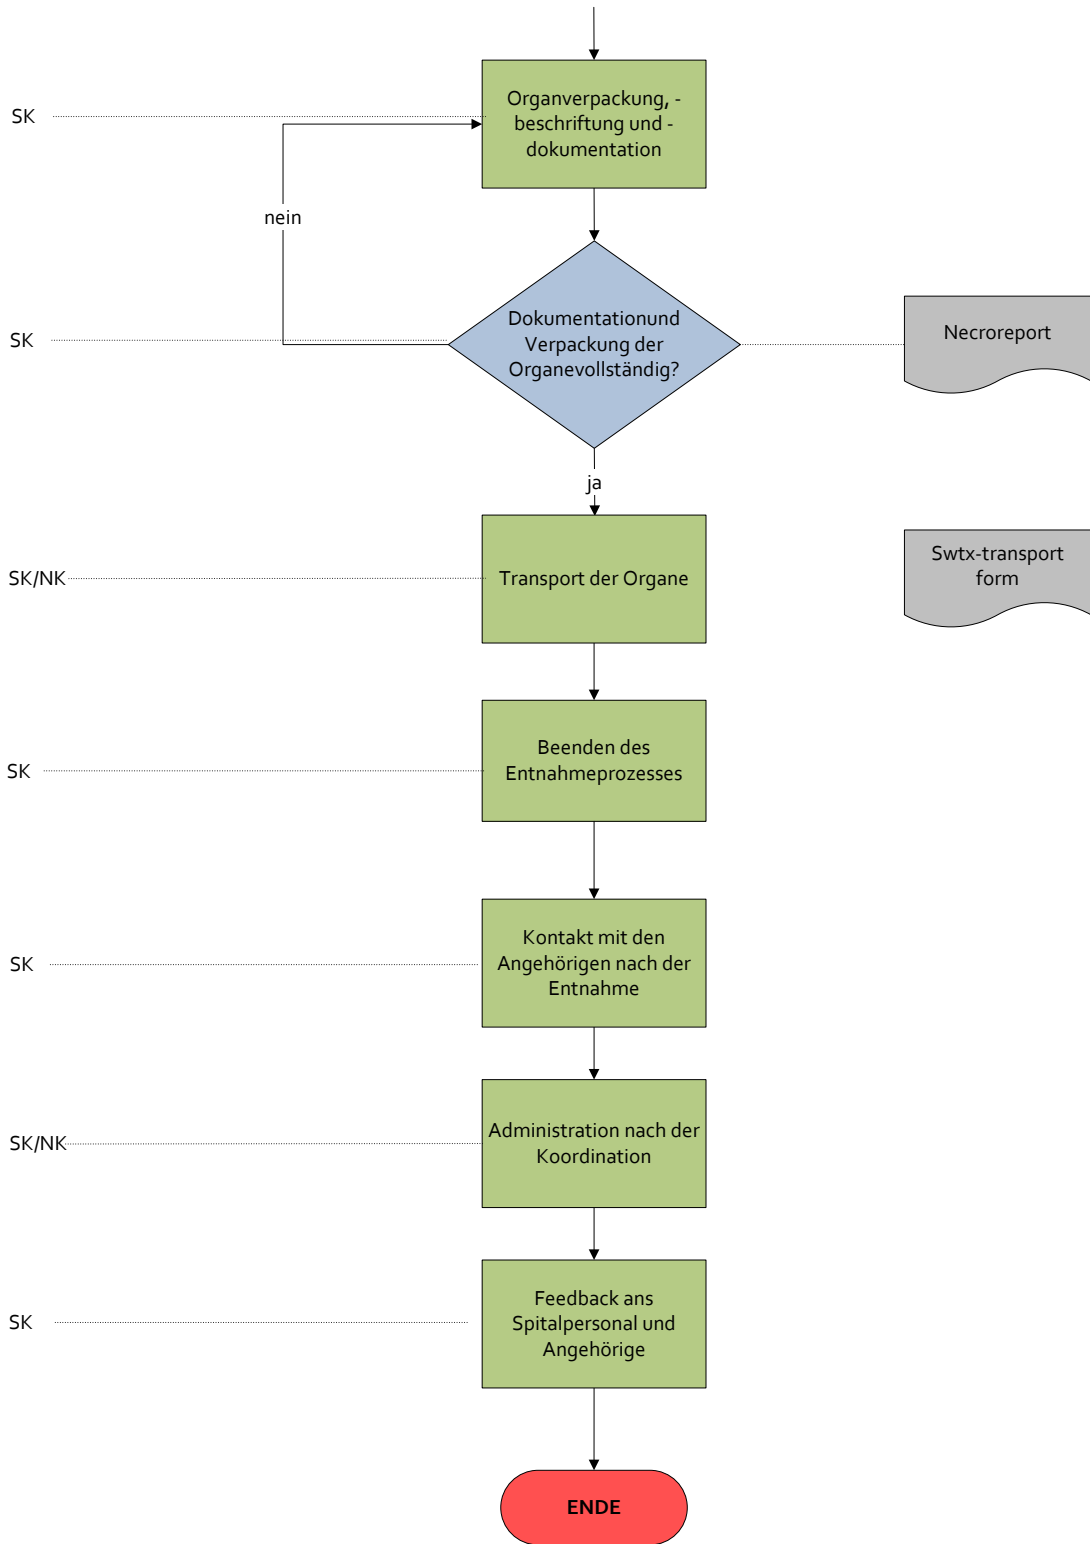 SK
Organverpackung, -
beschriftung und -
dokumentation
nein
SK
Dokumentationund
Verpackung der
Organevollständig?
Necroreport
ja
SK/NK
Transport der Organe
Swtx-transport
form
SK
Beenden des
Entnahmeprozesses
SK
Kontakt mit den
Angehörigen nach der
Entnahme
SK/NK
Administration nach der
Koordination
SK
Feedback ans
Spitalpersonal und
Angehörige
ENDE